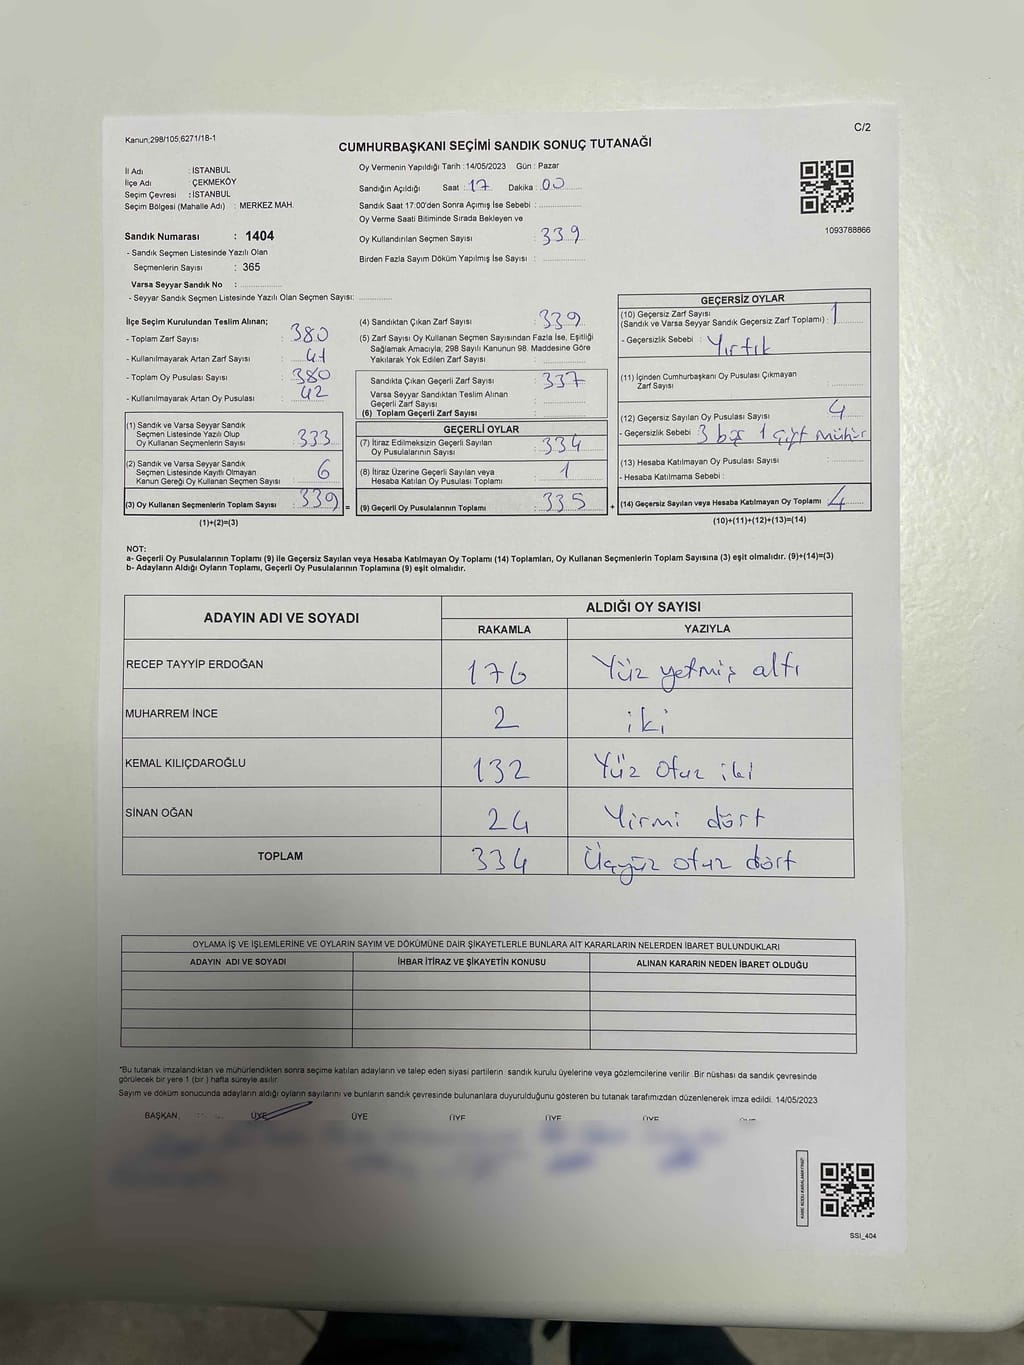 Kanun;298/105;6271/18-1
C/2
CUMHURBAŞKANI SEÇİMİ SANDIK SONUÇ TUTANAĞI
İl Adı : İSTANBUL
İlçe Adı : ÇEKMEKÖY
Seçim Çevresi : İSTANBUL
Seçim Bölgesi (Mahalle Adı) : MERKEZ MAH.
Sandık Numarası : 1404
- Sandık Seçmen Listesinde Yazılı Olan
Seçmenlerin Sayısı : 365
Varsa Seyyar Sandık No :
- Seyyar Sandık Seçmen Listesinde Yazılı Olan Seçmen Sayısı:
Oy Vermenin Yapıldığı Tarih :14/05/2023 Gün : Pazar
Sandığın Açıldığı Saat : 17 Dakika : 00
Sandık Saat 17:00'den Sonra Açımış İse Sebebi :
Oy Verme Saati Bitiminde Sırada Bekleyen ve
Oy Kullandırılan Seçmen Sayısı : 339
Birden Fazla Sayım Döküm Yapılmış İse Sayısı :
1093788866
İlçe Seçim Kurulundan Teslim Alınan;
- Toplam Zarf Sayısı : 380
- Kullanılmayarak Artan Zarf Sayısı : 41
- Toplam Oy Pusulası Sayısı : 380
- Kullanılmayarak Artan Oy Pusulası : 42
(1) Sandık ve Varsa Seyyar Sandık
Seçmen Listesinde Yazılı Olup
Oy Kullanan Seçmenlerin Sayısı : 333
(2) Sandık ve Varsa Seyyar Sandık
Seçmen Listesinde Kayıtlı Olmayan
Kanun Gereği Oy Kullanan Seçmen Sayısı : 6
(3) Oy Kullanan Seçmenlerin Toplam Sayısı : 339 =
(1)+(2)=(3)
(4) Sandıktan Çıkan Zarf Sayısı : 339
(5) Zarf Sayısı Oy Kullanan Seçmen Sayısından Fazla İse, Eşitliği
Sağlamak Amacıyla, 298 Sayılı Kanunun 98. Maddesine Göre
Yakılarak Yok Edilen Zarf Sayısı :
Sandıkta Çıkan Geçerli Zarf Sayısı : 337
Varsa Seyyar Sandıktan Teslim Alınan
Geçerli Zarf Sayısı :
(6) Toplam Geçerli Zarf Sayısı :
GEÇERLİ OYLAR
(7) İtiraz Edilmeksizin Geçerli Sayılan
Oy Pusulalarının Sayısı : 334
(8) İtiraz Üzerine Geçerli Sayılan veya
Hesaba Katılan Oy Pusulası Toplamı : 1
(9) Geçerli Oy Pusulalarının Toplamı : 335 +
GEÇERSİZ OYLAR
(10) Geçersiz Zarf Sayısı
(Sandık ve Varsa Seyyar Sandık Geçersiz Zarf Toplamı) : 1
- Geçersizlik Sebebi : Yırtık
(11) İçinden Cumhurbaşkanı Oy Pusulası Çıkmayan
Zarf Sayısı :
(12) Geçersiz Sayılan Oy Pusulası Sayısı : 4
- Geçersizlik Sebebi : 3 boş 1 çift mühür
(13) Hesaba Katılmayan Oy Pusulası Sayısı :
- Hesaba Katılmama Sebebi :
(14) Geçersiz Sayılan veya Hesaba Katılmayan Oy Toplamı : 4
(10)+(11)+(12)+(13)=(14)
NOT:
a- Geçerli Oy Pusulalarının Toplamı (9) ile Geçersiz Sayılan veya Hesaba Katılmayan Oy Toplamı (14) Toplamları, Oy Kullanan Seçmenlerin Toplam Sayısına (3) eşit olmalıdır. (9)+(14)=(3)
b- Adayların Aldığı Oyların Toplamı, Geçerli Oy Pusulalarının Toplamına (9) eşit olmalıdır.
ADAYIN ADI VE SOYADI
ALDIĞI OY SAYISI
RAKAMLA YAZIYLA
RECEP TAYYİP ERDOĞAN 176 Yüz yetmiş altı
MUHARREM İNCE 2 iki
KEMAL KILIÇDAROĞLU 132 Yüz Otuz iki
SİNAN OĞAN 24 Yirmi dört
TOPLAM 334 Üçyüz otuz dört
OYLAMA İŞ VE İŞLEMLERİNE VE OYLARIN SAYIM VE DÖKÜMÜNE DAİR ŞİKAYETLERLE BUNLARA AİT KARARLARIN NELERDEN İBARET BULUNDUKLARI
ADAYIN ADI VE SOYADI İHBAR İTİRAZ VE ŞİKAYETİN KONUSU ALINAN KARARIN NEDEN İBARET OLDUĞU
*Bu tutanak imzalandıktan ve mühürlendikten sonra seçime katılan adayların ve talep eden siyasi partilerin sandık kurulu üyelerine veya gözlemcilerine verilir. Bir nüshası da sandık çevresinde
görülecek bir yere 1 (bir) hafta süreyle asılır.
Sayım ve döküm sonucunda adayların aldığı oyların sayılarını ve bunların sandık çevresinde bulunanlara duyurulduğunu gösteren bu tutanak tarafımızdan düzenlenerek imza edildi. 14/05/2023
BAŞKAN ÜYE ÜYE ÜYE ÜYE ÜYE
KARE KODU KARALAMAYINIZ!
SSI_404